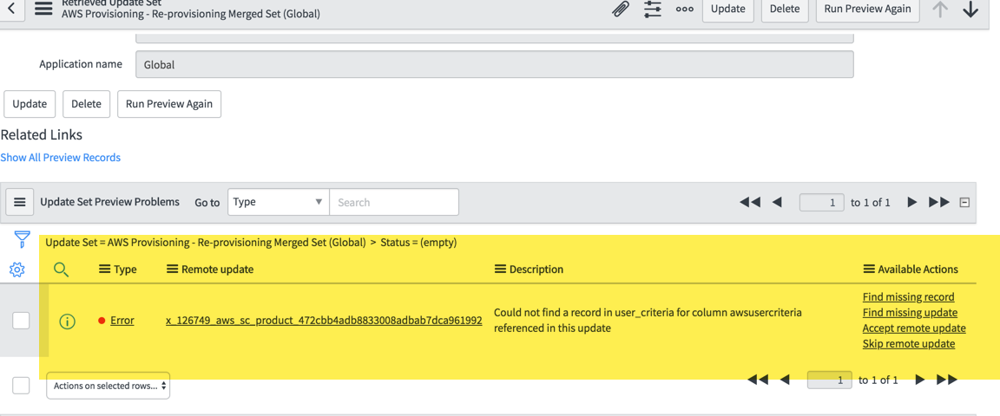 Retrieved Update Set
AWS Provisioning - Re-provisioning Merged Set (Global)
Update
Delete
Run Preview Again
Application name
Global
Update
Delete
Run Preview Again
Related Links
Show All Preview Records
Update Set Preview Problems
Go to
Type
Search
1
to 1 of 1
Update Set = AWS Provisioning - Re-provisioning Merged Set (Global) > Status = (empty)
Type
Remote update
Description
Available Actions
Error
x_126749_aws_sc_product_472cbb4adb8833008adbab7dca961992
Could not find a record in user_criteria for column awsusercriteria
referenced in this update
Find missing record
Find missing update
Accept remote update
Skip remote update
Actions on selected rows...
1
to 1 of 1